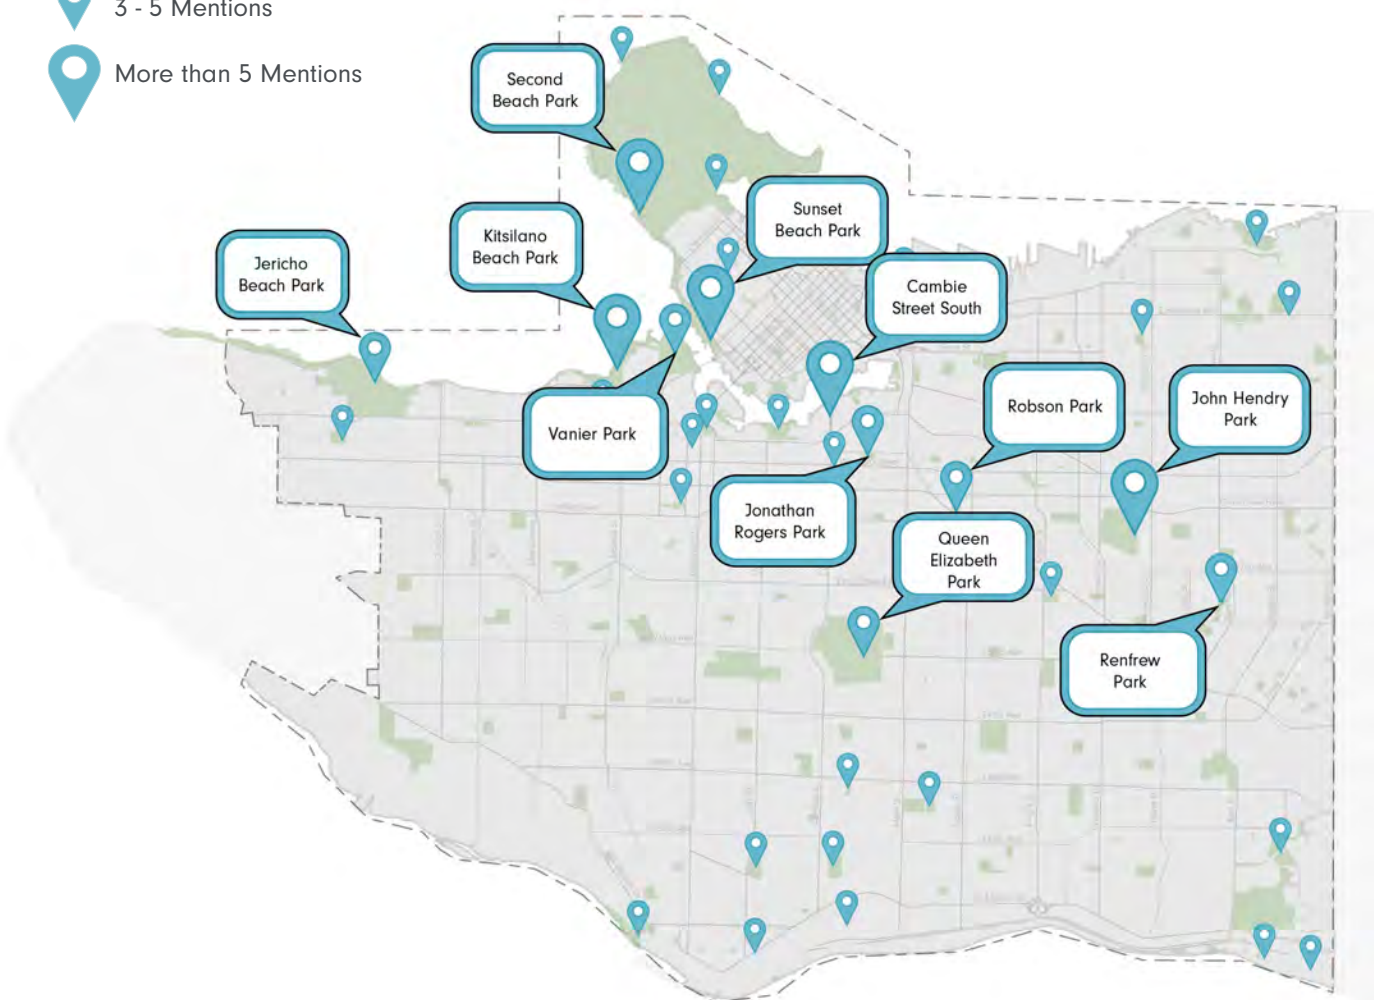 3 - 5 Mentions
More than 5 Mentions
Second
Beach Park
Sunset
Beach Park
Kitsilano
Beach Park
Jericho
Beach Park
Cambie
Street South
Robson Park
John Hendry
Park
Vanier Park
Jonathan
Rogers Park
Queen
Elizabeth
Park
Renfrew
Park